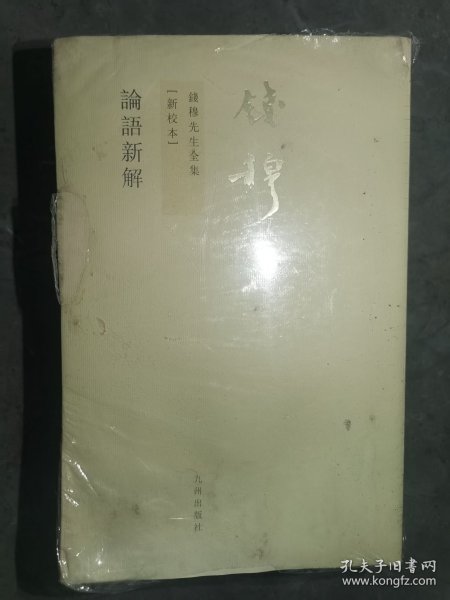 錢穆
錢穆先生全集
[新校本]
論語新解
九州出版社
孔夫子旧书网
www.kongfz.com